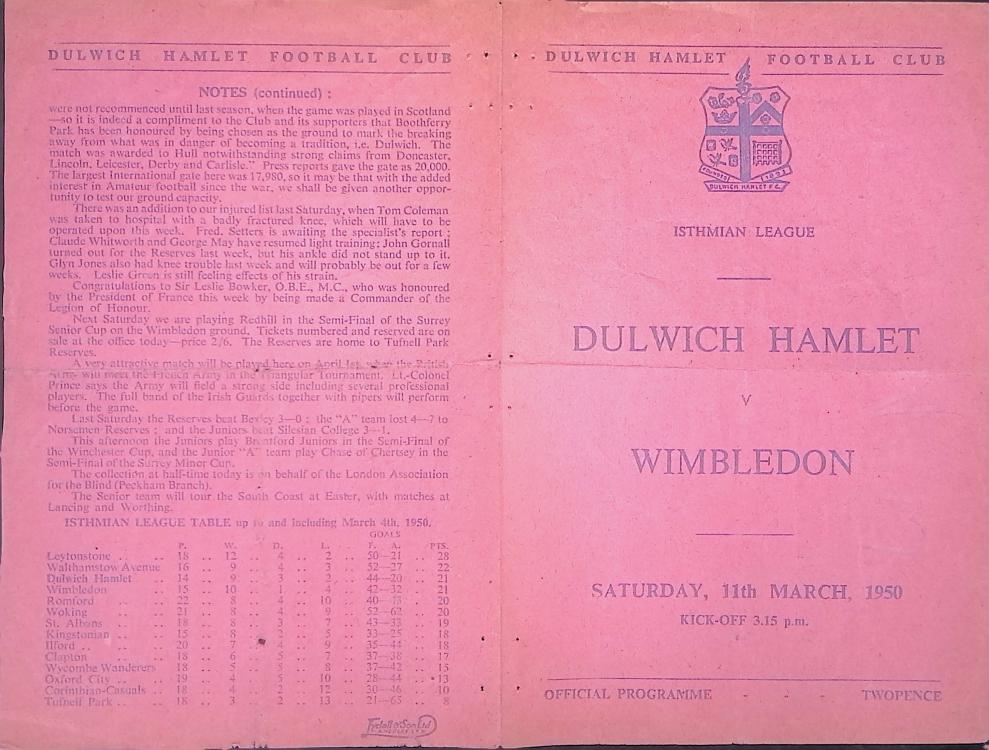 DULWICH HAMLET FOOTBALL CLUB
NOTES (continued) :
were not recommended until last season, when the game was played in Scotland
—so it is indeed a compliment to the Club and its supporters that Boothferry
Park has been honoured by being chosen as the ground to mark the breaking
away from what was in danger of becoming a tradition, i.e. Dulwich. The
match was awarded to Hull notwithstanding strong claims from Doncaster,
Lincoln, Leicester, Derby and Carlisle." Press reports gave the gate as 20,000.
The largest International gate here was 17,980, so it may be that with the added
interest in Amateur football since the war, we shall be given another oppor-
tunity to test our ground capacity.
There was an addition to our injured list last Saturday, when Tom Coleman
was taken to hospital with a badly fractured knee, which will have to be
operated upon this week. Fred. Setters is awaiting the specialist's report ;
Claude Whitworth and George May have resumed light training; John Gornall
turned out for the Reserves last week, but his ankle did not stand up to it.
Glyn Jones also had knee trouble last week and will probably be out for a few
weeks. Leslie Green is still feeling effects of his strain.
Congratulations to Sir Leslie Bowker, O.B.E., M.C., who was honoured
by the President of France this week by being made a Commander of the
Legion of Honour.
Next Saturday we are playing Redhill in the Semi-Final of the Surrey
Senior Cup on the Wimbledon ground. Tickets numbered and reserved are on
sale at the office today—price 2/6. The Reserves are home to Tufnell Park
Reserves.
A very attractive match will be played here on April 1st, when the British
Army will meet the French Army in the Triangular Tournament. Lt.-Colonel
Prince says the Army will field a strong side including several professional
players. The full band of the Irish Guards together with pipers will perform
before the game.
Last Saturday the Reserves beat Bexley 3—0 ; the "A" team lost 4—7 to
Norsemen Reserves ; and the Juniors beat Silesian College 3—1.
This afternoon the Juniors play Brentford Juniors in the Semi-Final of
the Winchester Cup, and the Junior "A" team play Chase of Chertsey in the
Semi-Final of the Surrey Minor Cup.
The collection at half-time today is on behalf of the London Association
for the Blind (Peckham Branch).
The Senior team will tour the South Coast at Easter, with matches at
Lancing and Worthing.
ISTHMIAN LEAGUE TABLE up to and including March 4th, 1950.
GOALS
P. W. D. L. F. A. PTS.
Leytonstone .. .. 18 .. 12 .. 4 .. 2 .. 50—21 .. 28
Walthamstow Avenue 16 .. 9 .. 4 .. 3 .. 52—27 .. 22
Dulwich Hamlet .. 14 .. 9 .. 3 .. 2 .. 44—20 .. 21
Wimbledon .. .. 15 .. 10 .. 1 .. 4 .. 42—32 .. 21
Romford .. .. 22 .. 8 .. 4 .. 10 .. 40— .. 20
Woking .. .. 21 .. 8 .. 4 .. 9 .. 52—62 .. 20
St. Albans .. .. 18 .. 8 .. 3 .. 7 .. 43—33 .. 19
Kingstonian .. .. 15 .. 8 .. 2 .. 5 .. 33—25 .. 18
Ilford .. .. 20 .. 7 .. 4 .. 9 .. 35—44 .. 18
Clapton .. .. 18 .. 6 .. 5 .. 7 .. 37—38 .. 17
Wycombe Wanderers 18 .. 5 .. 5 .. 8 .. 37—42 .. 15
Oxford City .. .. 19 .. 4 .. 5 .. 10 .. 28—44 .. 13
Corinthian-Casuals .. 18 .. 4 .. 2 .. 12 .. 30—46 .. 10
Tufnell Park .. .. 18 .. 3 .. 2 .. 13 .. 21—65 .. 8
DULWICH HAMLET FOOTBALL CLUB
FOUNDED 1893
DULWICH HAMLET F.C.
ISTHMIAN LEAGUE
DULWICH HAMLET
v
WIMBLEDON
SATURDAY, 11th MARCH, 1950
KICK-OFF 3.15 p.m.
OFFICIAL PROGRAMME - - - TWOPENCE